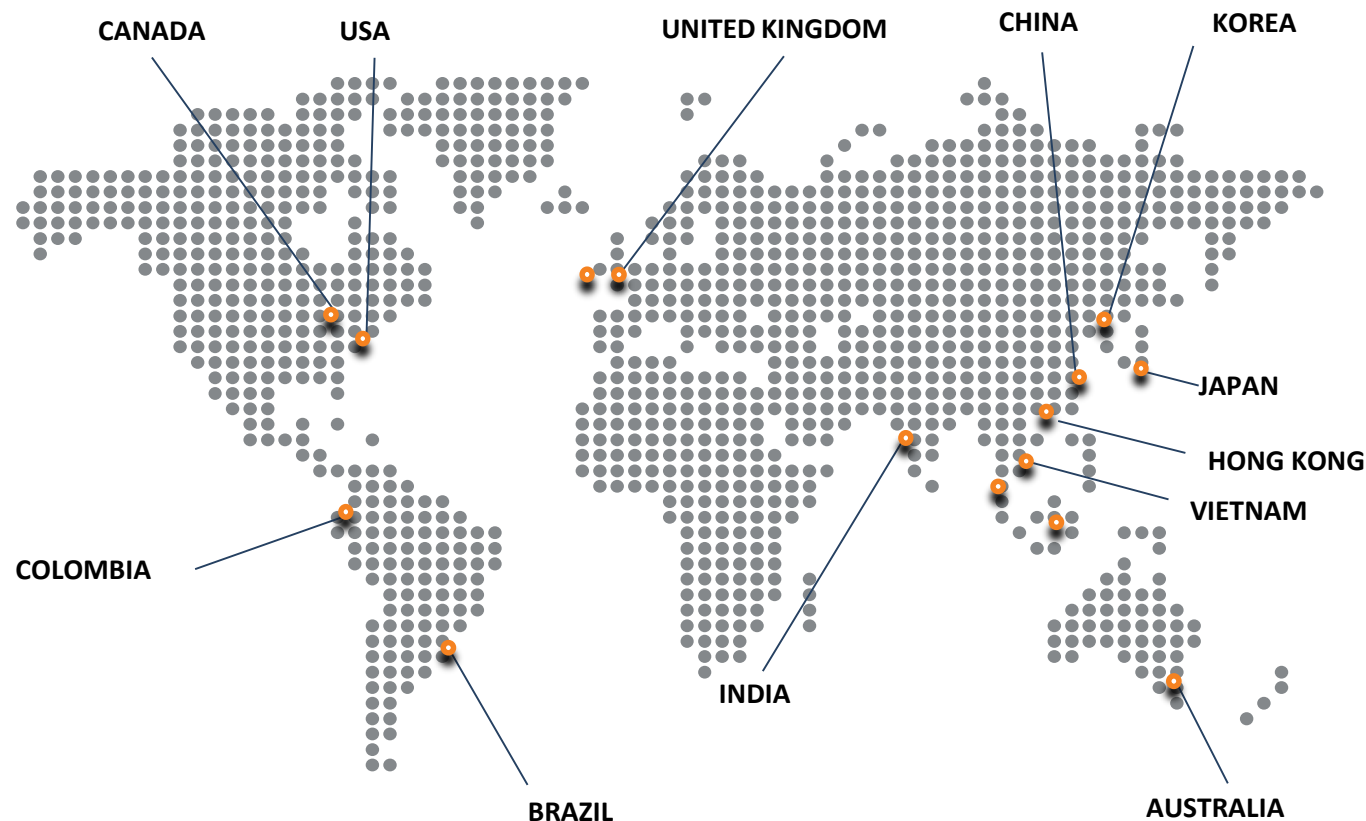 CANADA
USA
UNITED KINGDOM
CHINA
KOREA
JAPAN
HONG KONG
VIETNAM
COLOMBIA
INDIA
BRAZIL
AUSTRALIA